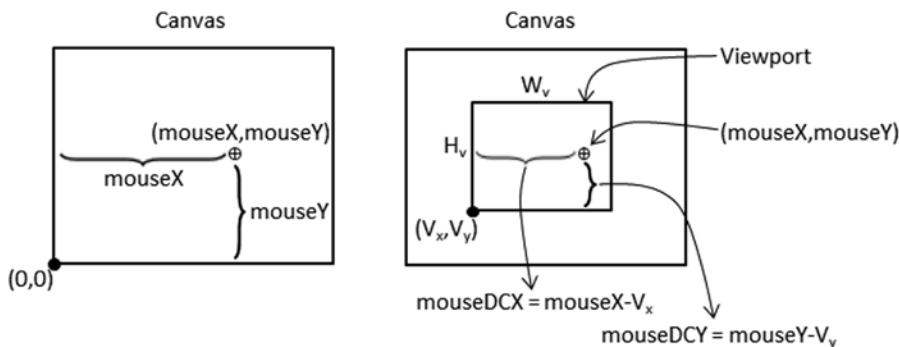 Canvas
(mouseX,mouseY)
mouseX
mouseY
(0,0)
Canvas
Viewport
Wv
(mouseX,mouseY)
Hv
(Vx,Vy)
mouseDCX = mouseX-Vx
mouseDCY = mouseY-Vy